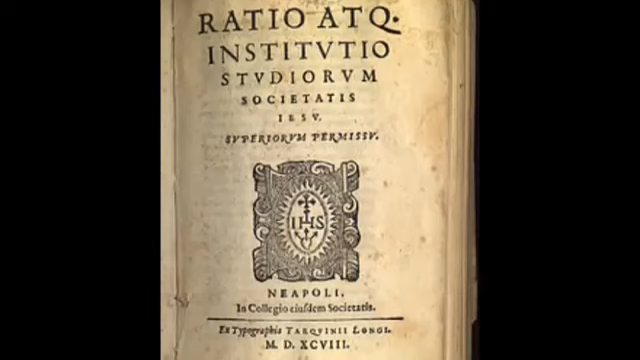 RATIO ATQ.
INSTITVTIO
STVDIORVM
SOCIETATIS
IESV.
SVPERIORVM PERMISSV.
IHS
NEAPOLI,
In Collegio eiuſdem Societatis.
Ex Typographia TARQVINII LONGI.
M. D. XCVIII.